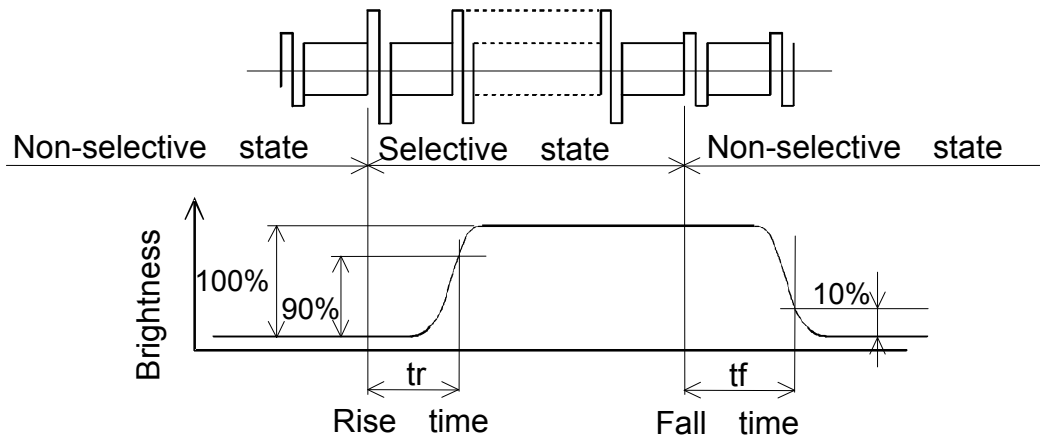 Non-selective state Selective state Non-selective state
Brightness
100%
90%
10%
tr tf
Rise time Fall time